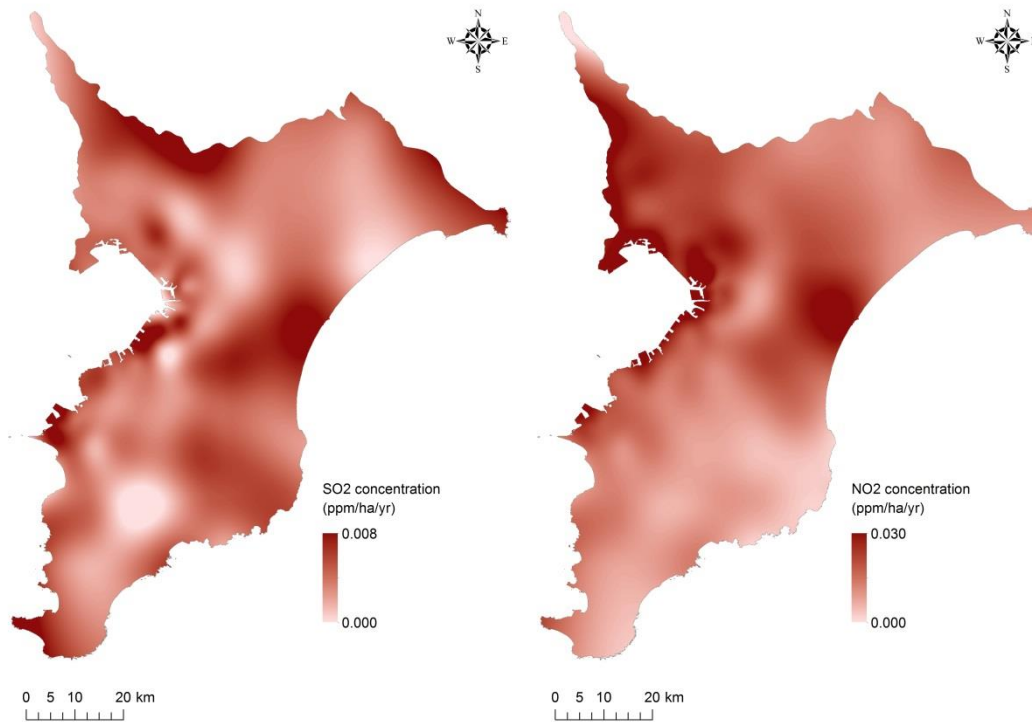 N
W E
S
SO2 concentration
(ppm/ha/yr)
0.008
0.000
0 5 10 20 km
N
W E
S
NO2 concentration
(ppm/ha/yr)
0.030
0.000
0 5 10 20 km